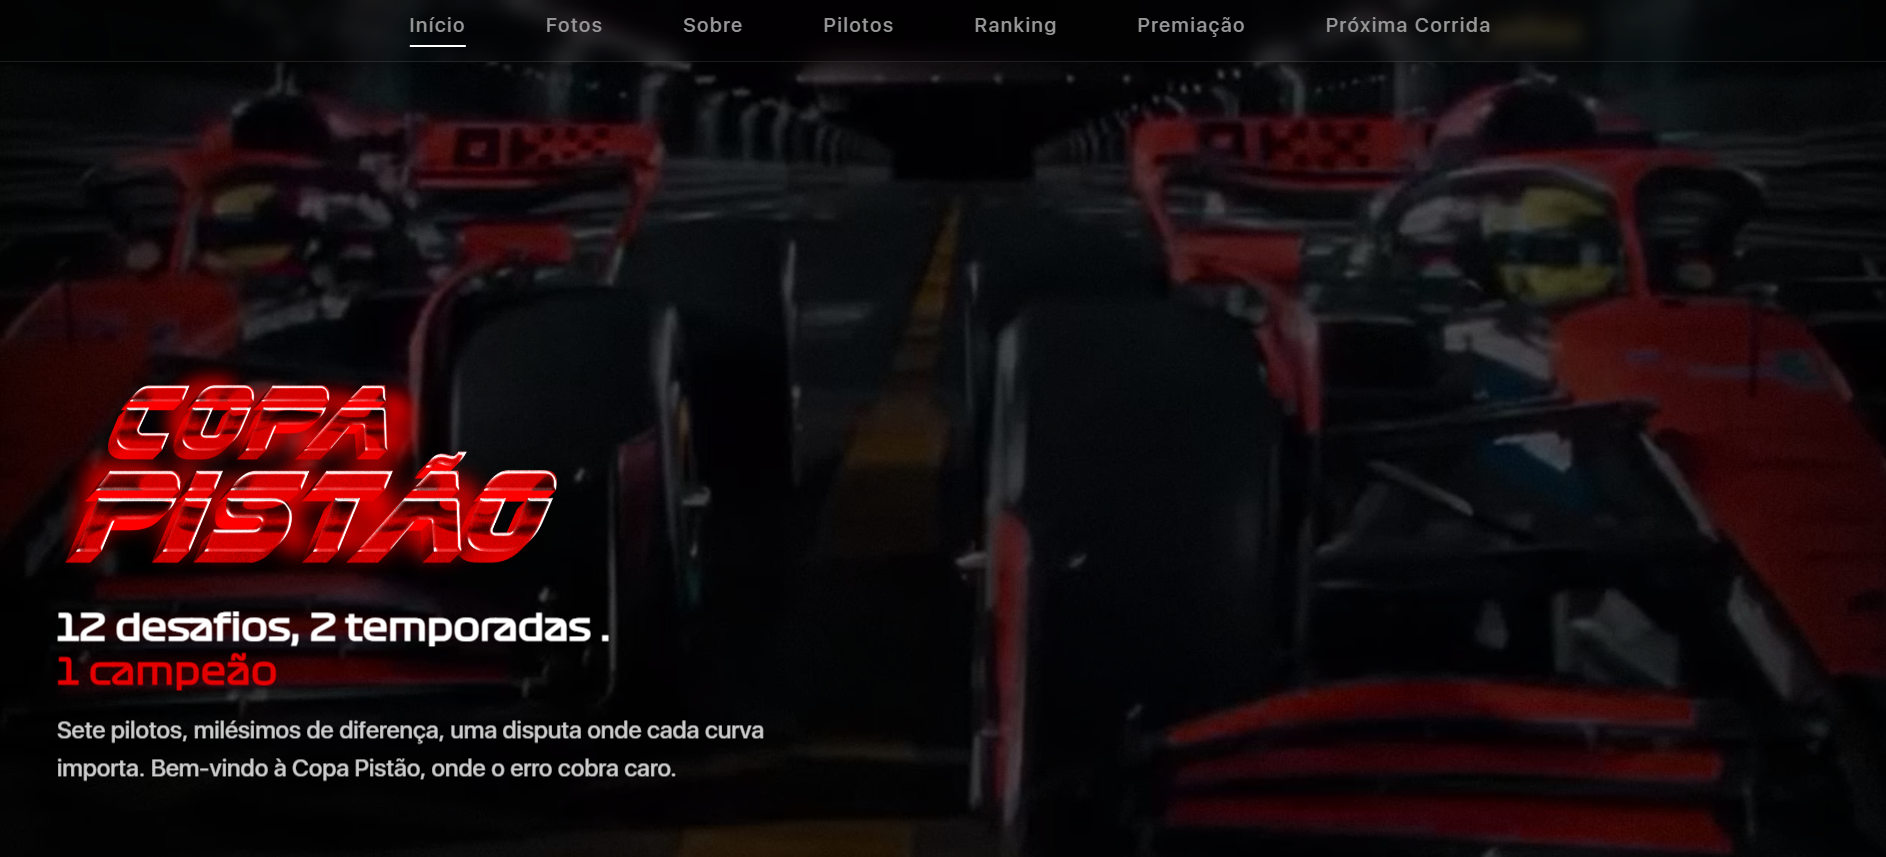 Início Fotos Sobre Pilotos Ranking Premiação Próxima Corrida
COPA
PISTÃO
12 desafios, 2 temporadas .
1 campeão
Sete pilotos, milésimos de diferença, uma disputa onde cada curva
importa. Bem-vindo à Copa Pistão, onde o erro cobra caro.